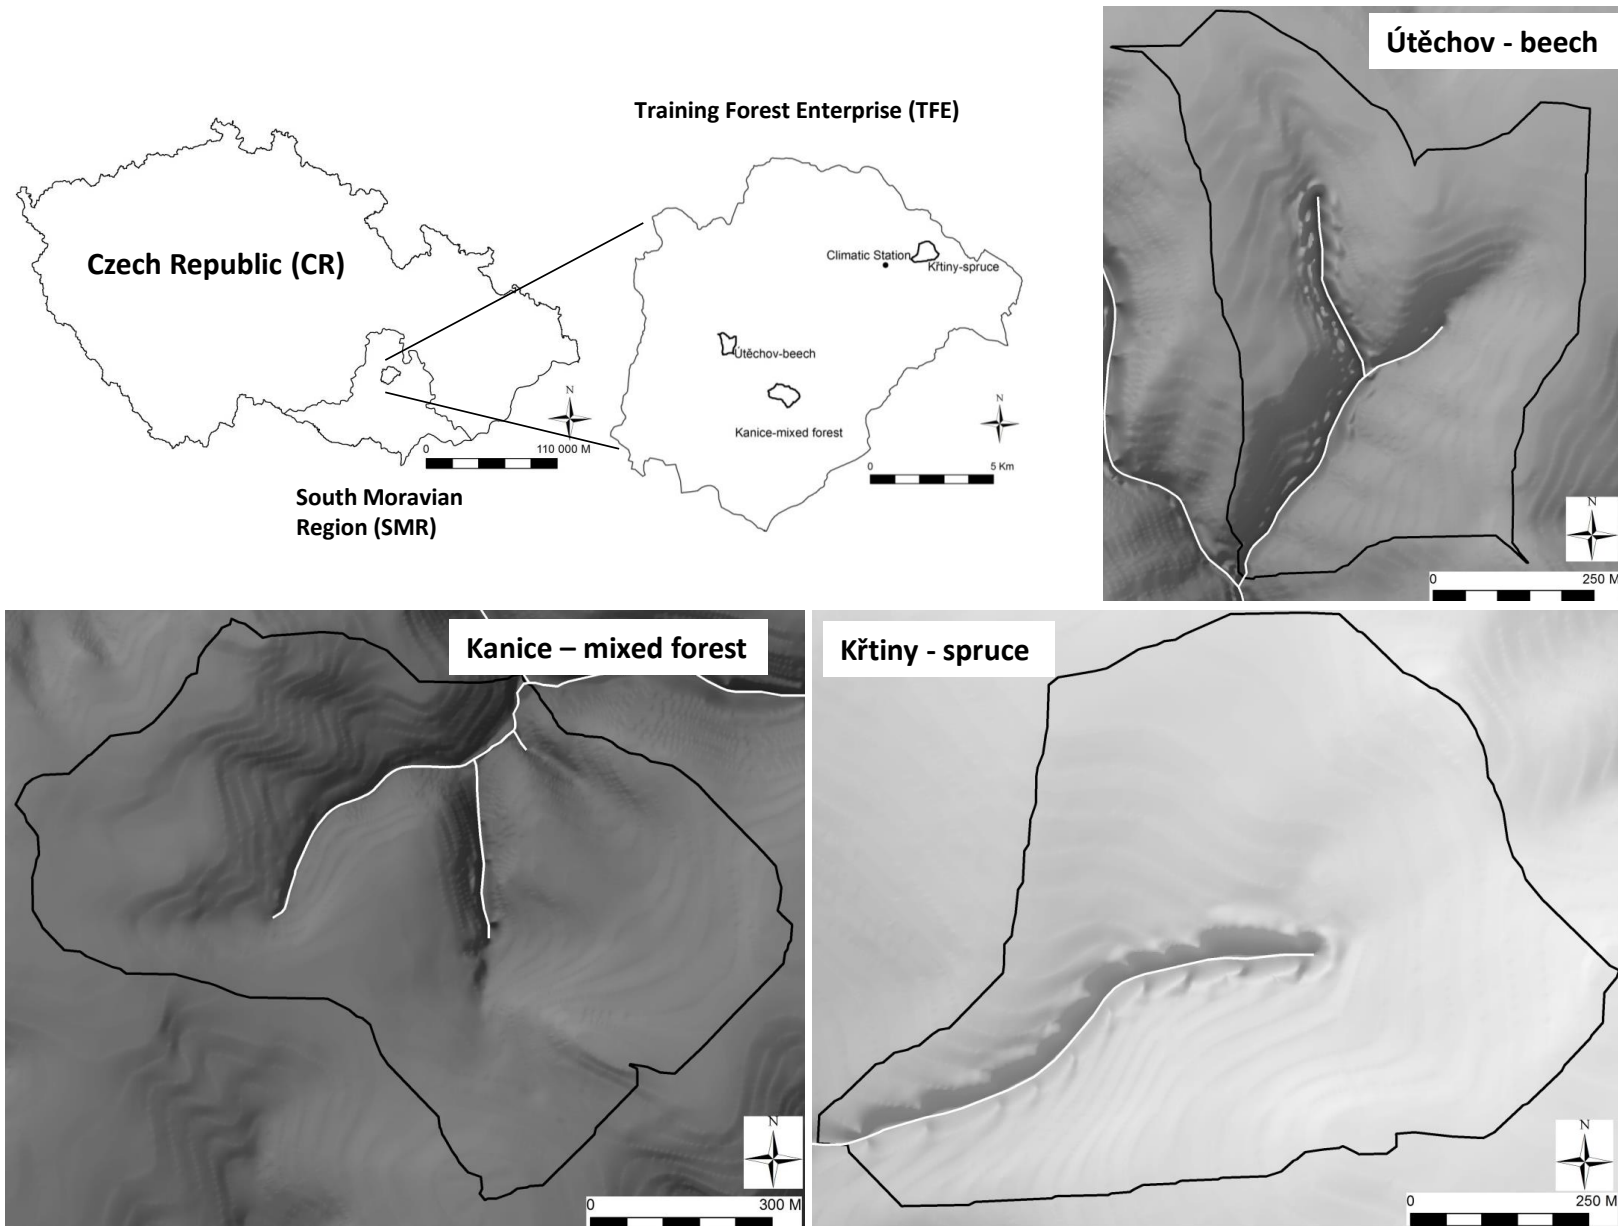 Training Forest Enterprise (TFE)
Czech Republic (CR)
Climatic Station
Křtiny-spruce
Útěchov-beech
Kanice-mixed forest
N
0 110 000 M
N
0 5 Km
South Moravian
Region (SMR)
Útěchov - beech
N
0 250 M
Kanice – mixed forest
N
0 300 M
Křtiny - spruce
N
0 250 M